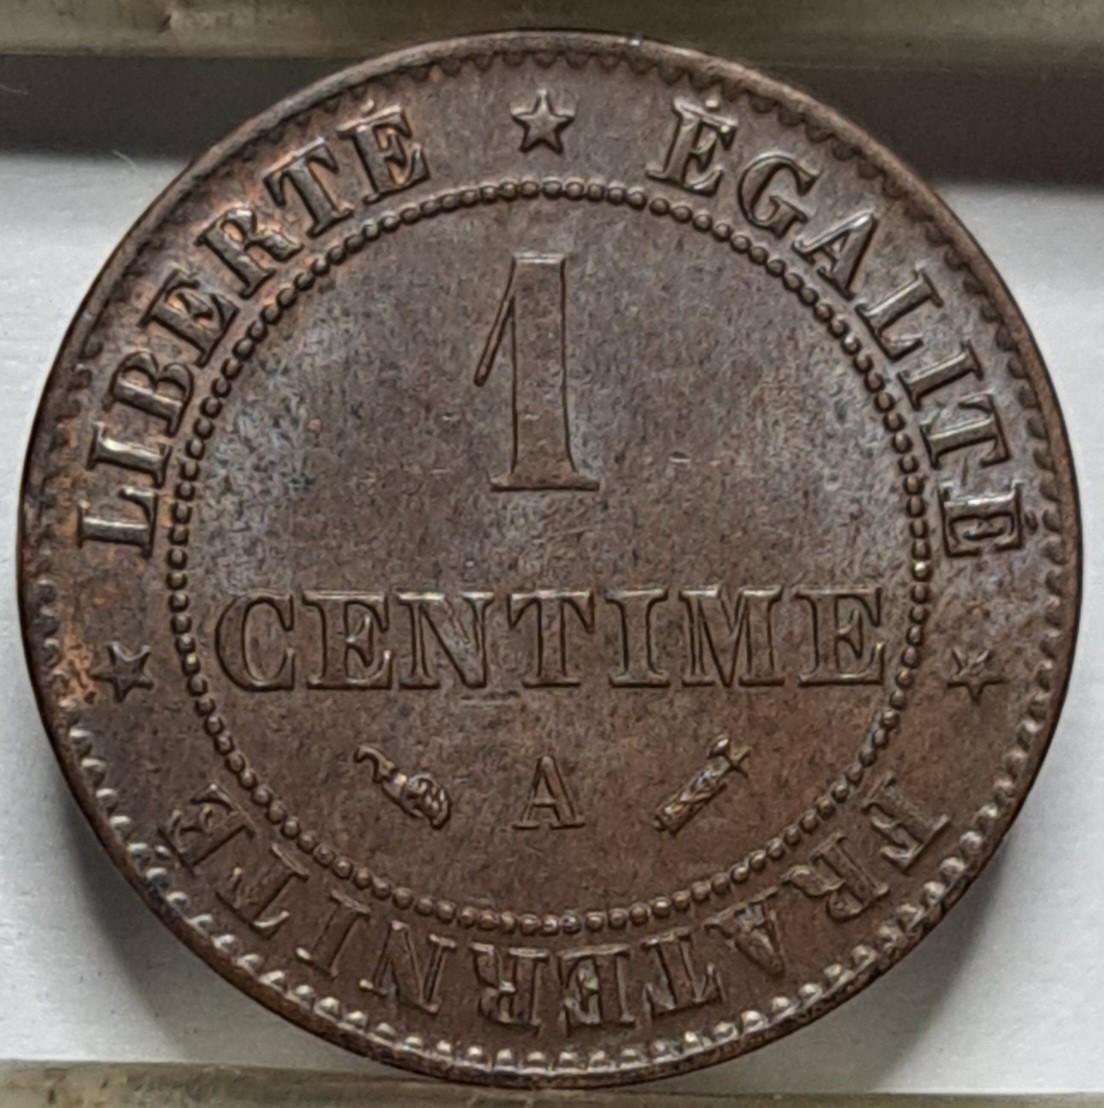 LIBERTÉ ★ ÉGALITÉ ★ FRATERNITÉ ★
1
CENTIME
A